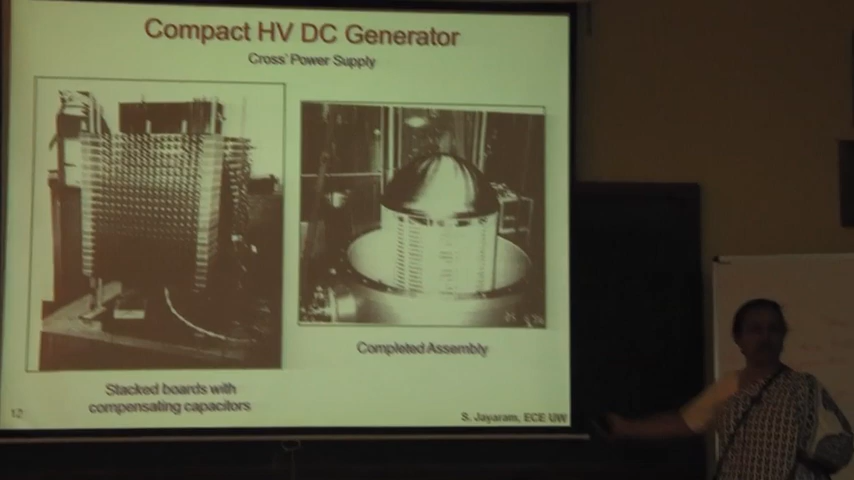 Compact HV DC Generator
Cross' Power Supply
Completed Assembly
Stacked boards with
compensating capacitors
12
S. Jayaram, ECE UW